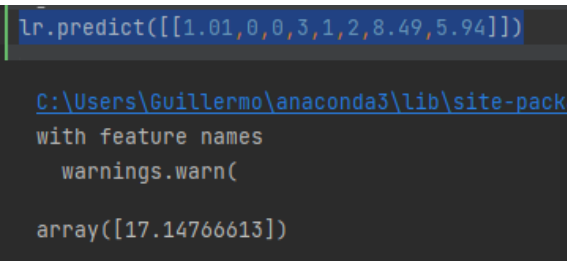 lr.predict([[1.01,0,0,3,1,2,8.49,5.94]])
C:\Users\Guillermo\anaconda3\lib\site-pack
with feature names
warnings.warn(
array([17.14766613])